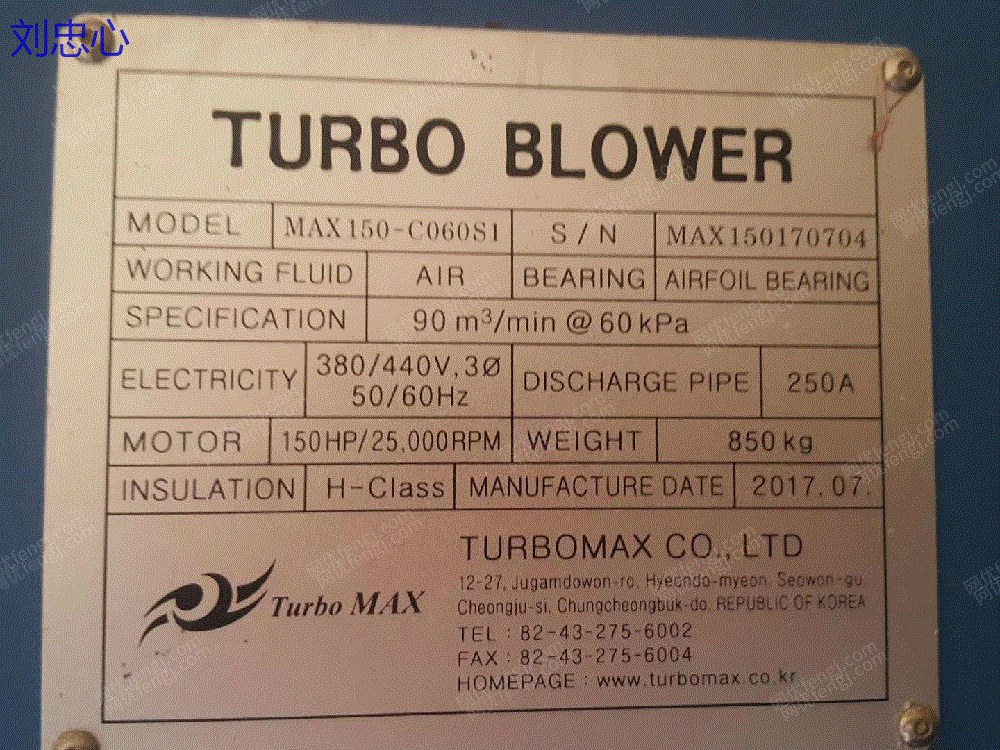 刘忠心
TURBO BLOWER
MODEL MAX150-C060S1 S/N MAX150170704
WORKING FLUID AIR BEARING AIRFOIL BEARING
SPECIFICATION 90 m³/min @ 60 kPa
ELECTRICITY 380/440V, 3Ø 50/60Hz DISCHARGE PIPE 250A
MOTOR 150HP/25,000RPM WEIGHT 850 kg
INSULATION H-Class MANUFACTURE DATE 2017. 07.
Turbo MAX
TURBOMAX CO., LTD
12-27, Jugamdowon-ro, Hyeondo-myeon, Seowon-gu,
Cheongju-si, Chungcheongbuk-do, REPUBLIC OF KOREA
TEL : 82-43-275-6002
FAX : 82-43-275-6004
HOMEPAGE : www.turbomax.co.kr